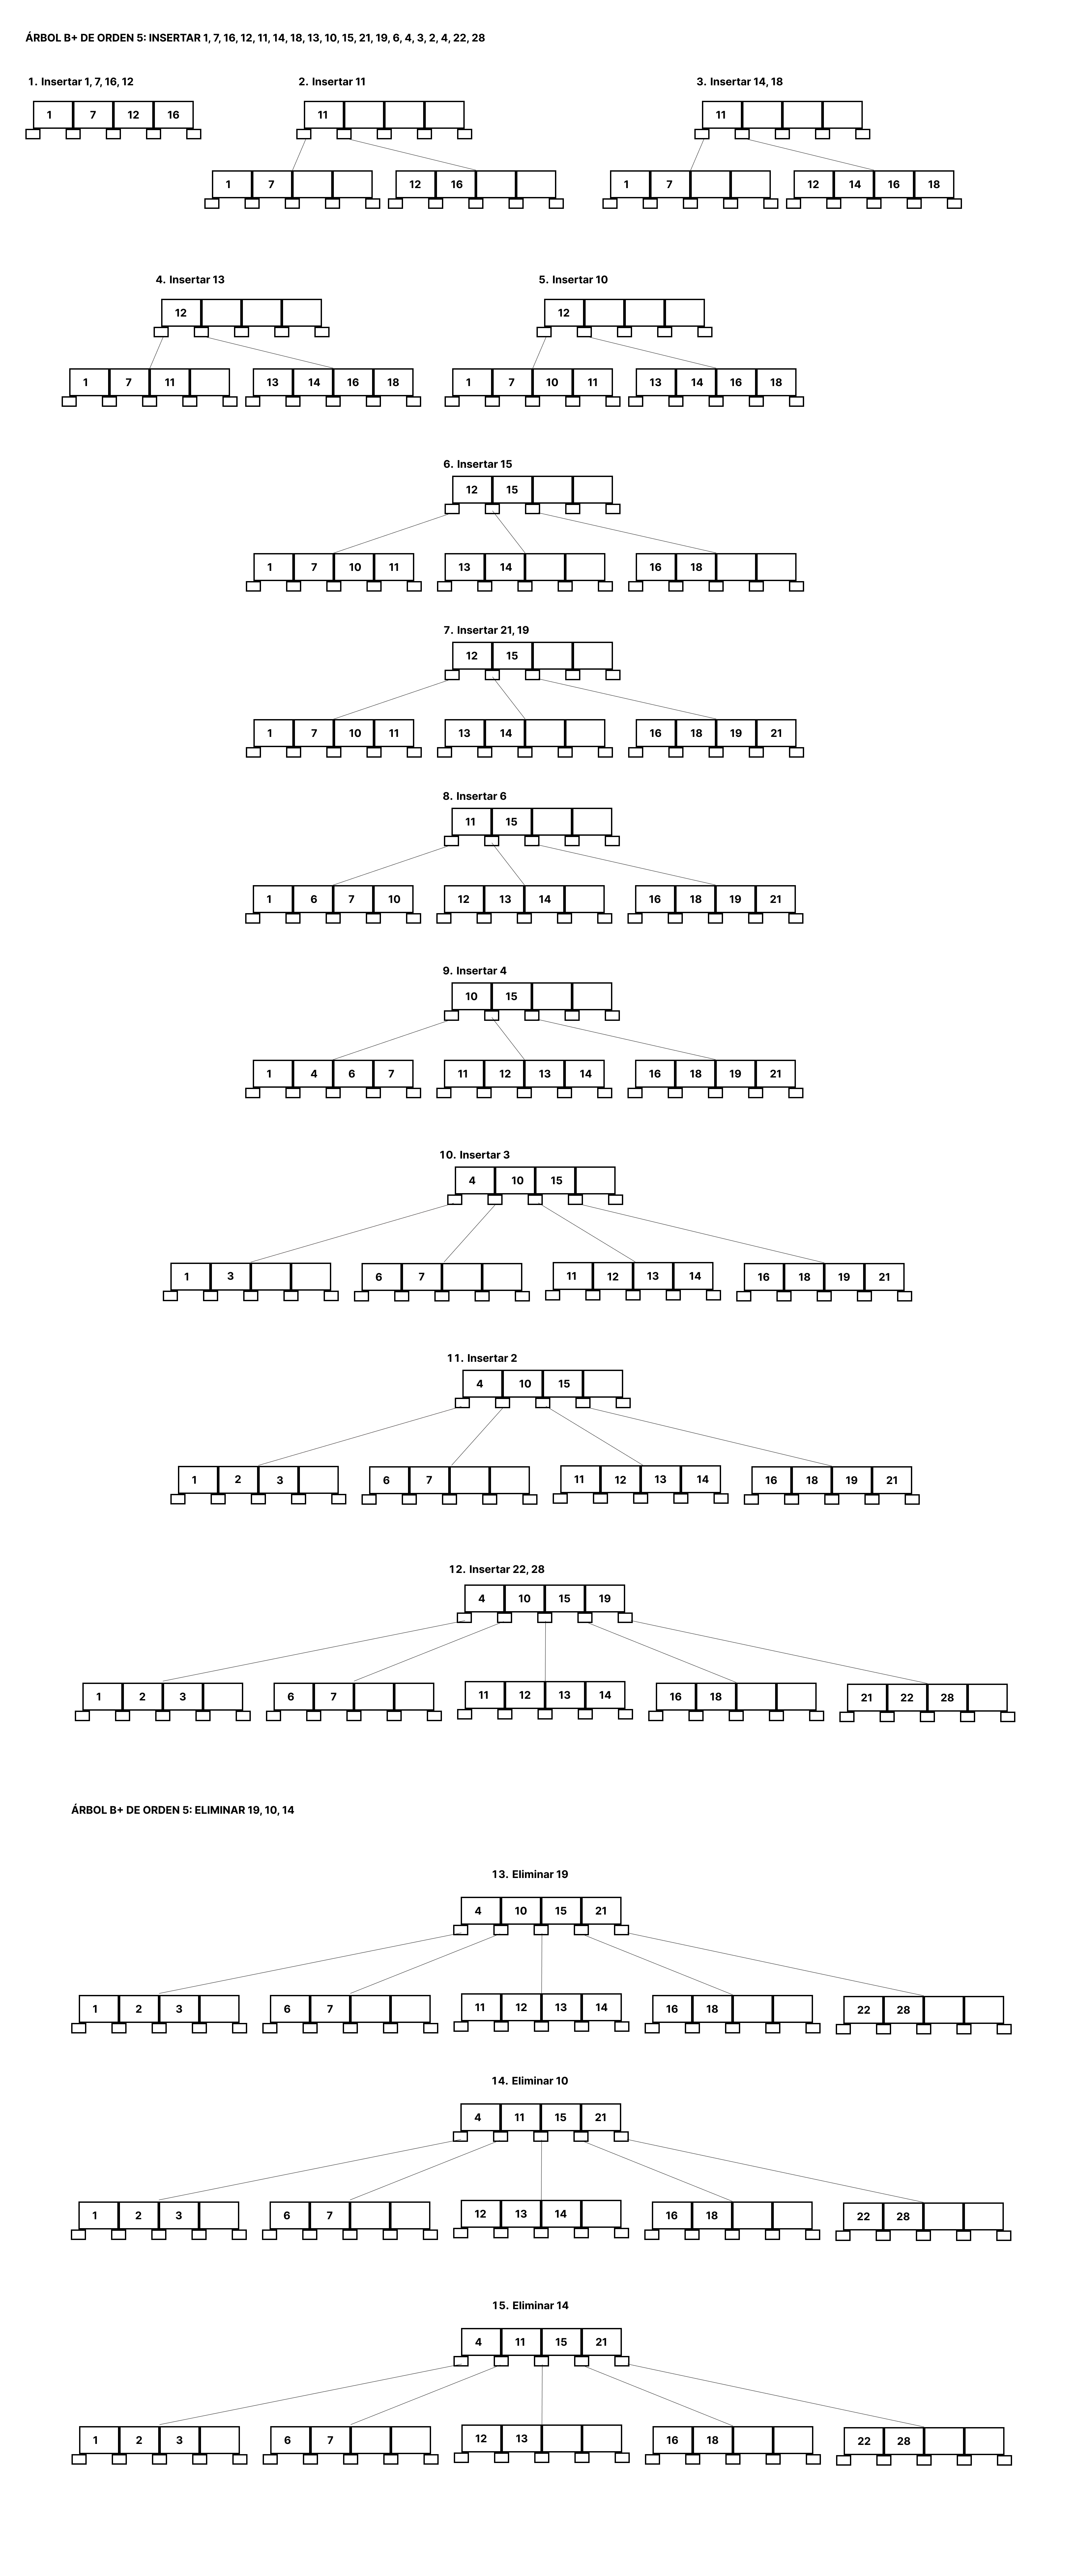 ÁRBOL B+ DE ORDEN 5: INSERTAR 1, 7, 16, 12, 11, 14, 18, 13, 10, 15, 21, 19, 6, 4, 3, 2, 4, 22, 28
1. Insertar 1, 7, 16, 12
2. Insertar 11
3. Insertar 14, 18
1 7 12 16
11
11
1 7
12 16
1 7
12 14 16 18
4. Insertar 13
5. Insertar 10
12
12
1 7 11
13 14 16 18
1 7 10 11
13 14 16 18
6. Insertar 15
12 15
1 7 10 11
13 14
16 18
7. Insertar 21, 19
12 15
1 7 10 11
13 14
16 18 19 21
8. Insertar 6
11 15
1 6 7 10
12 13 14
16 18 19 21
9. Insertar 4
10 15
1 4 6 7
11 12 13 14
16 18 19 21
10. Insertar 3
4 10 15
1 3
6 7
11 12 13 14
16 18 19 21
11. Insertar 2
4 10 15
1 2 3
6 7
11 12 13 14
16 18 19 21
12. Insertar 22, 28
4 10 15 19
1 2 3
6 7
11 12 13 14
16 18
21 22 28
ÁRBOL B+ DE ORDEN 5: ELIMINAR 19, 10, 14
13. Eliminar 19
4 10 15 21
1 2 3
6 7
11 12 13 14
16 18
22 28
14. Eliminar 10
4 11 15 21
1 2 3
6 7
12 13 14
16 18
22 28
15. Eliminar 14
4 11 15 21
1 2 3
6 7
12 13
16 18
22 28